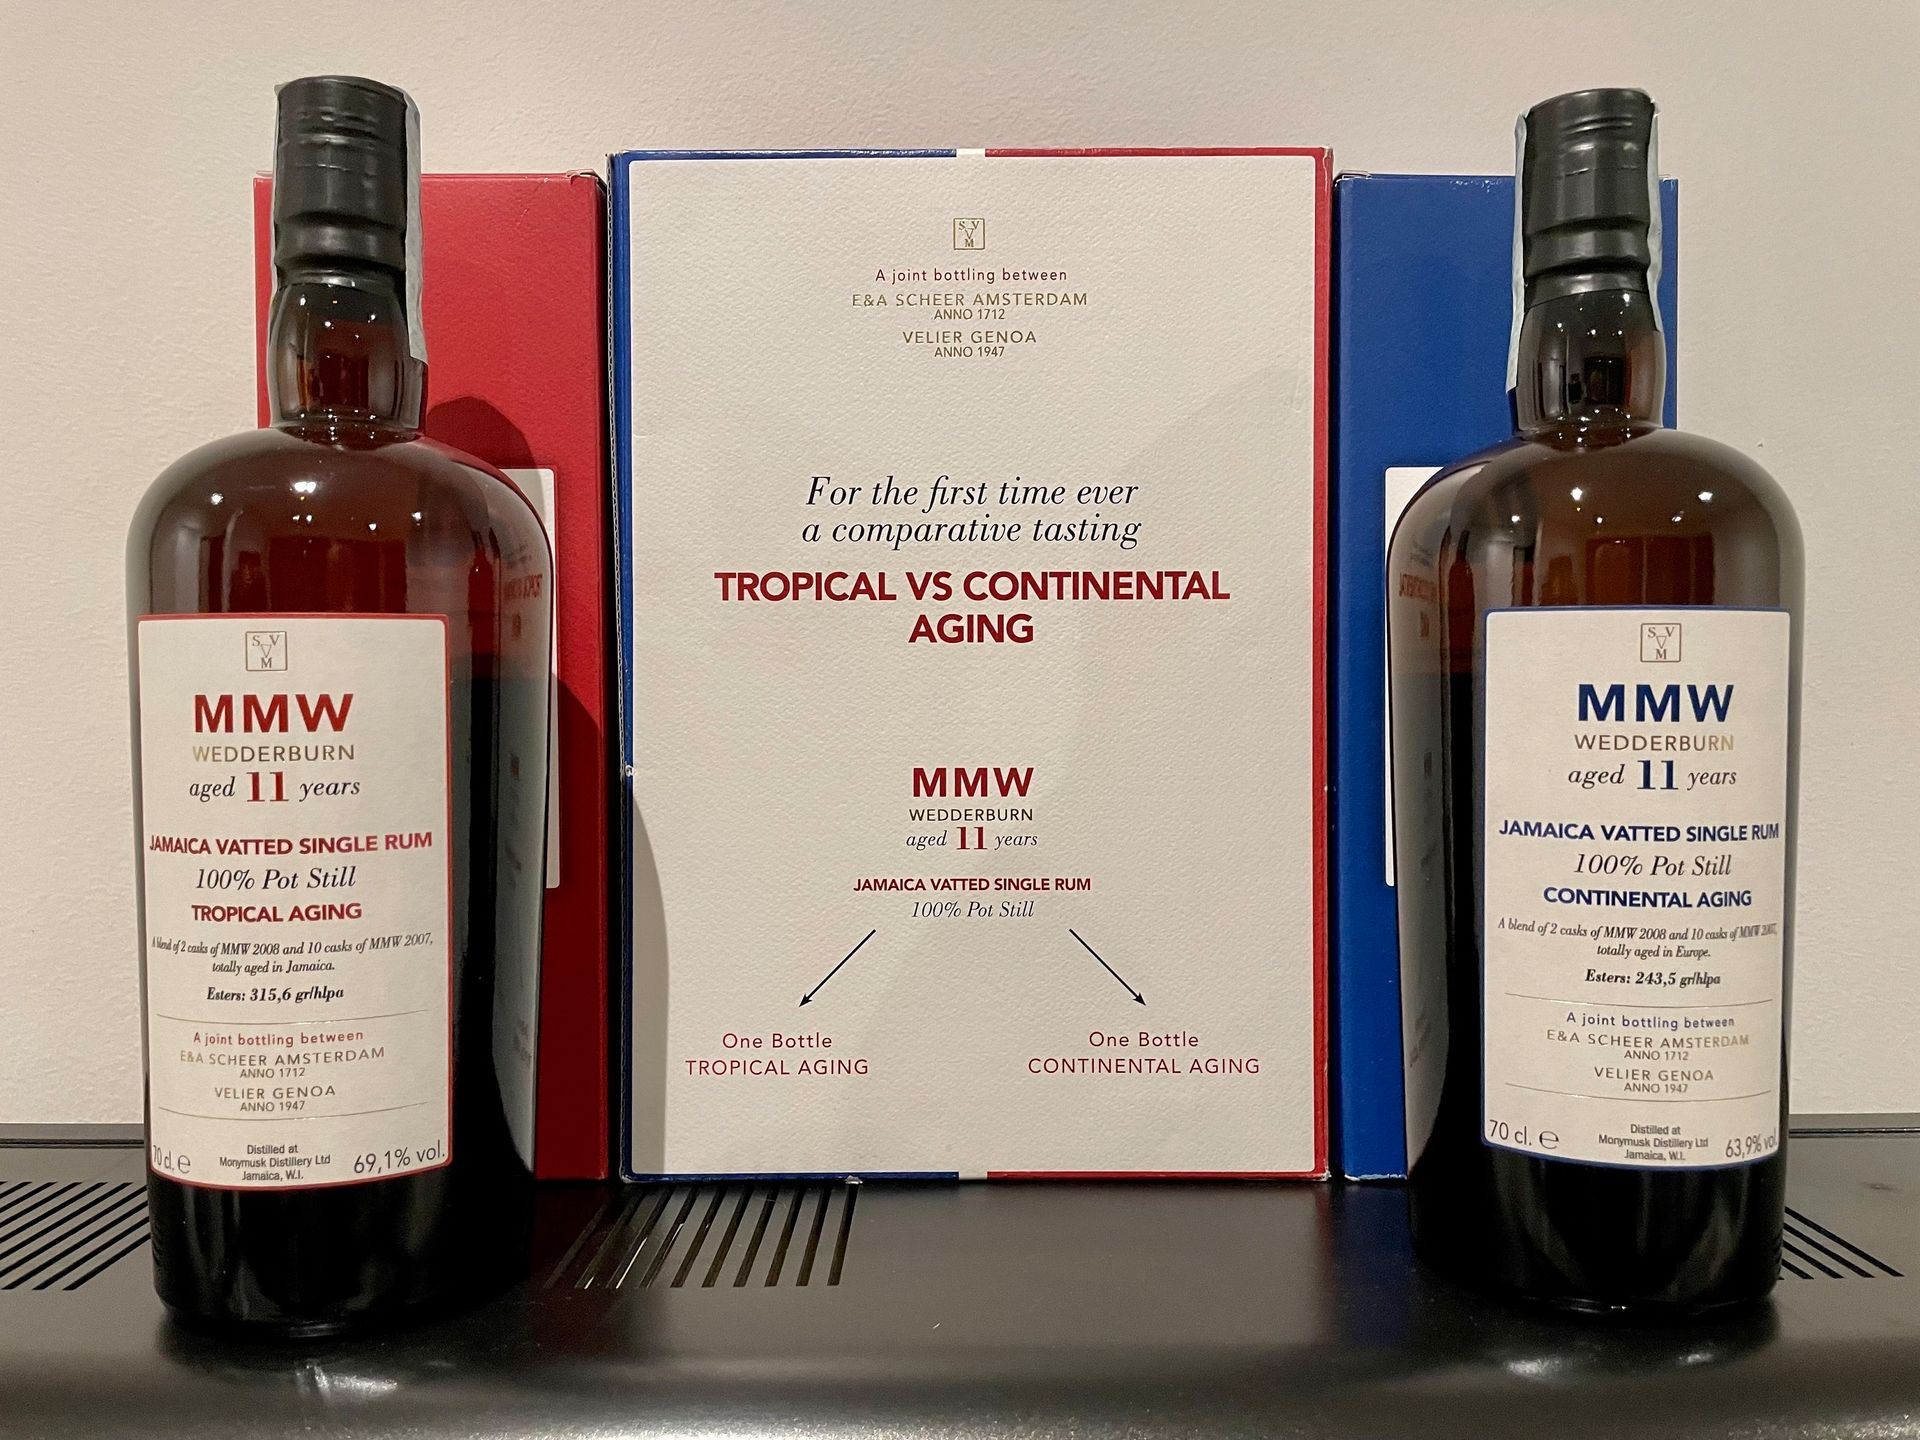 S V
M
MMW
WEDDERBURN
aged 11 years
JAMAICA VATTED SINGLE RUM
100% Pot Still
TROPICAL AGING
A blend of 2 casks of MMW 2008 and 10 casks of MMW 2007,
totally aged in Jamaica.
Esters: 315,6 gr/hlpa
A joint bottling between
E&A SCHEER AMSTERDAM
ANNO 1712
VELIER GENOA
ANNO 1947
70 cl. e
Distilled at
Monymusk Distillery Ltd
Jamaica, W.I.
69,1% vol.
S V
M
A joint bottling between
E&A SCHEER AMSTERDAM
ANNO 1712
VELIER GENOA
ANNO 1947
For the first time ever
a comparative tasting
TROPICAL VS CONTINENTAL
AGING
MMW
WEDDERBURN
aged 11 years
JAMAICA VATTED SINGLE RUM
100% Pot Still
One Bottle
TROPICAL AGING
One Bottle
CONTINENTAL AGING
S V
M
MMW
WEDDERBURN
aged 11 years
JAMAICA VATTED SINGLE RUM
100% Pot Still
CONTINENTAL AGING
A blend of 2 casks of MMW 2008 and 10 casks of MMW 2007,
totally aged in Europe.
Esters: 243,5 gr/hlpa
A joint bottling between
E&A SCHEER AMSTERDAM
ANNO 1712
VELIER GENOA
ANNO 1947
70 cl. e
Distilled at
Monymusk Distillery Ltd
Jamaica, W.I.
63,9% vol.